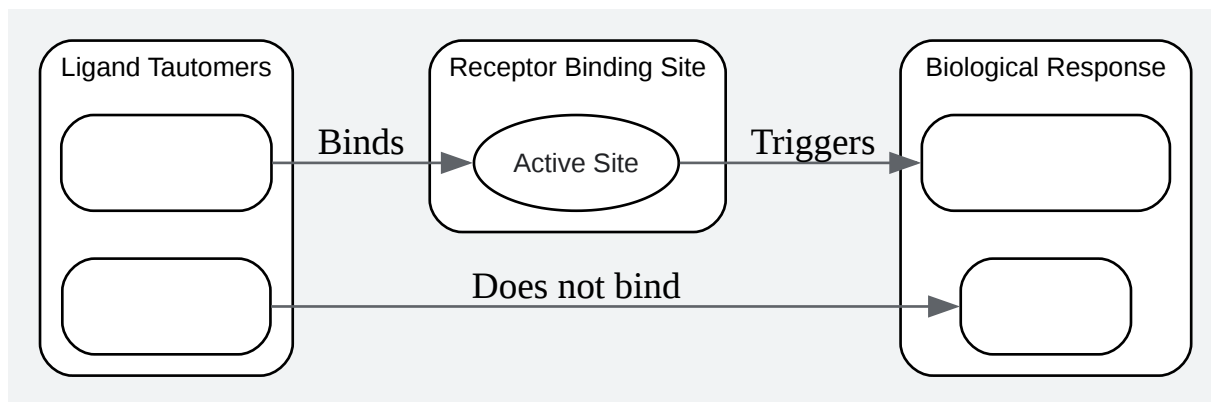 Ligand Tautomers
Receptor Binding Site
Biological Response
Binds
Active Site
Triggers
Does not bind